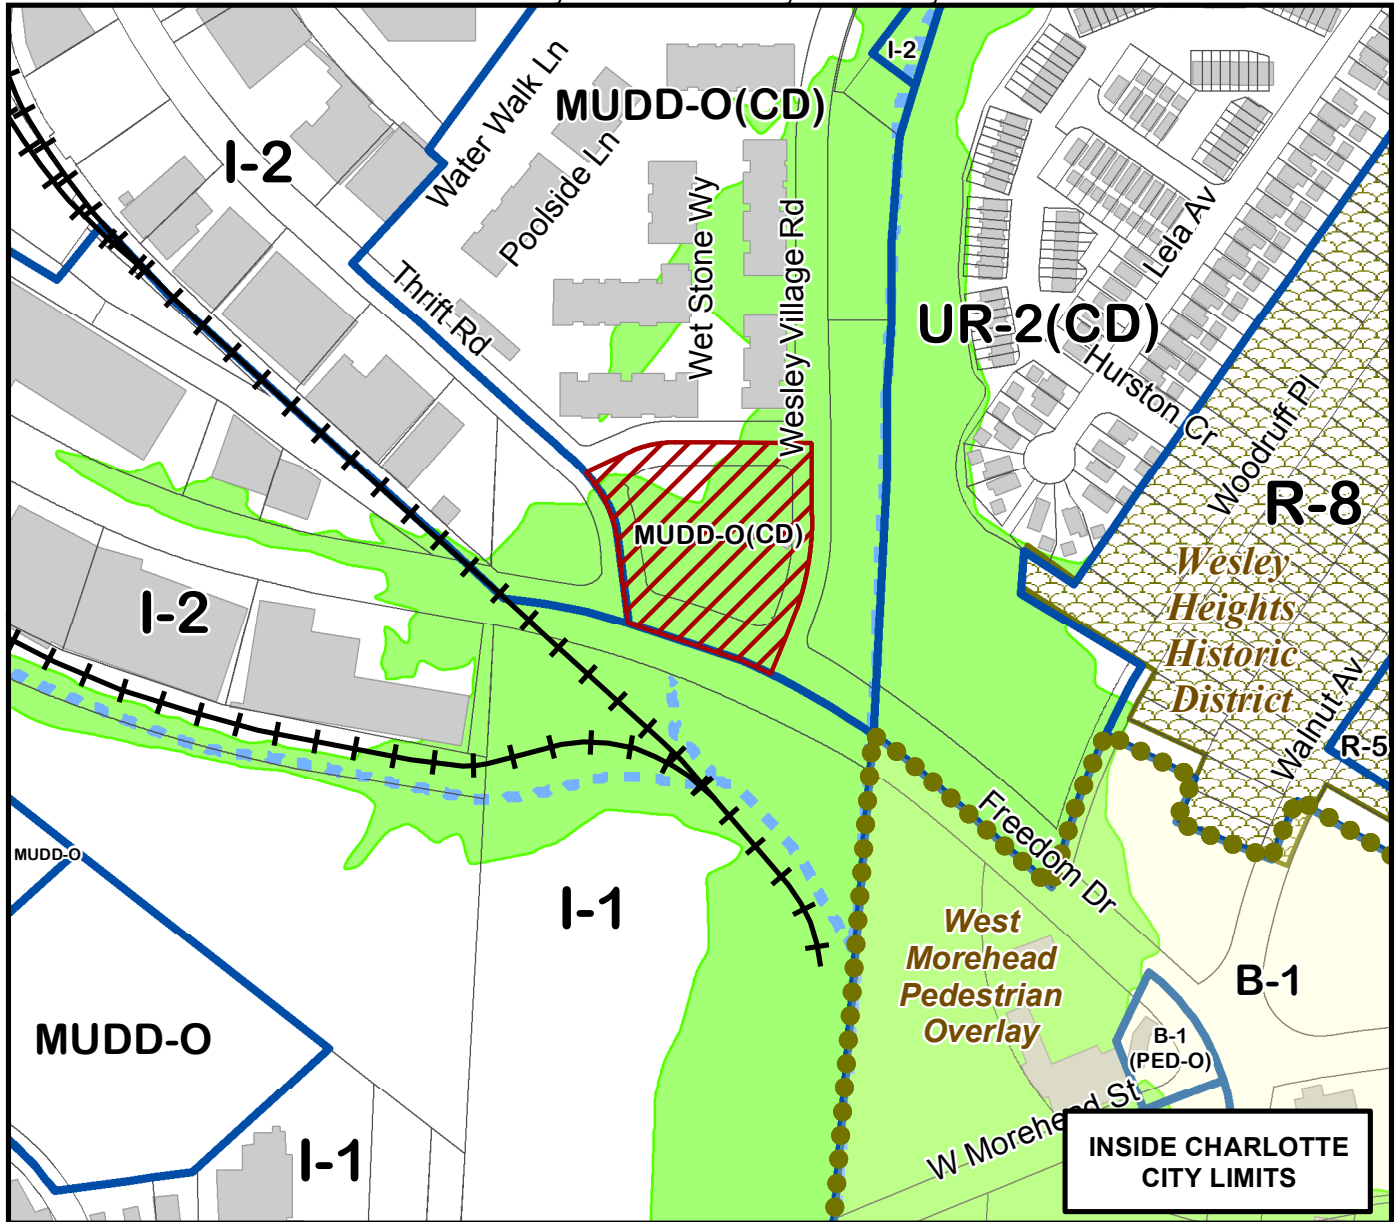 I-2
MUDD-O(CD)
Water Walk Ln
I-2
Poolside Ln
Wet Stone Wy
Wesley Village Rd
Lela Av
Thrift Rd
UR-2(CD)
Hurston Cr
Woodruff Pl
R-8
MUDD-O(CD)
Wesley
Heights
Historic
District
I-2
Walnut Av
R-5
Freedom Dr
MUDD-O
I-1
West
Morehead
Pedestrian
Overlay
B-1
MUDD-O
B-1
(PED-O)
W Morehead St
I-1
INSIDE CHARLOTTE
CITY LIMITS